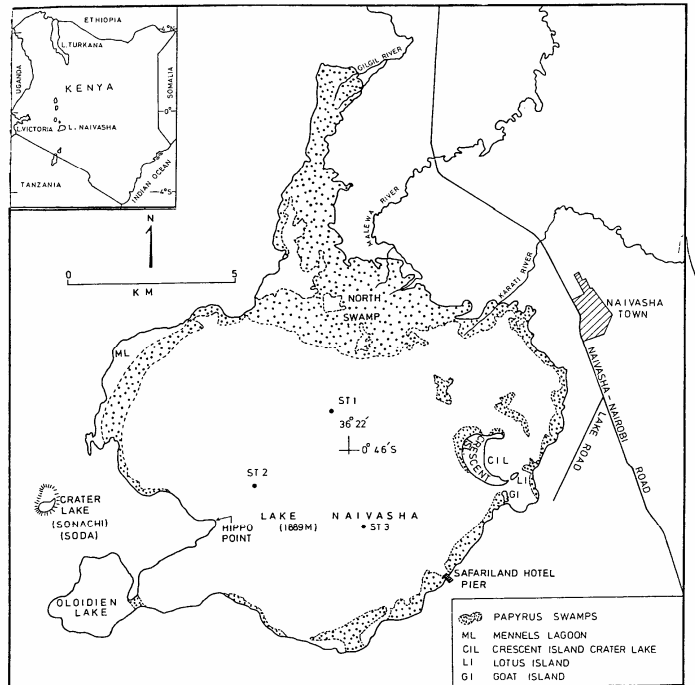 ETHIOPIA
L. TURKANA
UGANDA
SOMALIA
KENYA
4°
0°
L. VICTORIA
L. NAIVASHA
TANZANIA
INDIAN OCEAN
4°S
N
0 5
KM
GILGIL RIVER
MALEWA RIVER
KARATI RIVER
NORTH
SWAMP
NAIVASHA
TOWN
NAIVASHA - NAIROBI
ROAD
LAKE ROAD
ML
ST 1
36° 22'
0° 46'S
CRESCENT
CIL
LI
GI
ST 2
CRATER
LAKE
(SONACHI)
(SODA)
HIPPO
POINT
LAKE NAIVASHA
(1889M)
ST 3
OLOIDIEN
LAKE
SAFARILAND HOTEL
PIER
PAPYRUS SWAMPS
ML MENNELS LAGOON
CIL CRESCENT ISLAND CRATER LAKE
LI LOTUS ISLAND
GI GOAT ISLAND